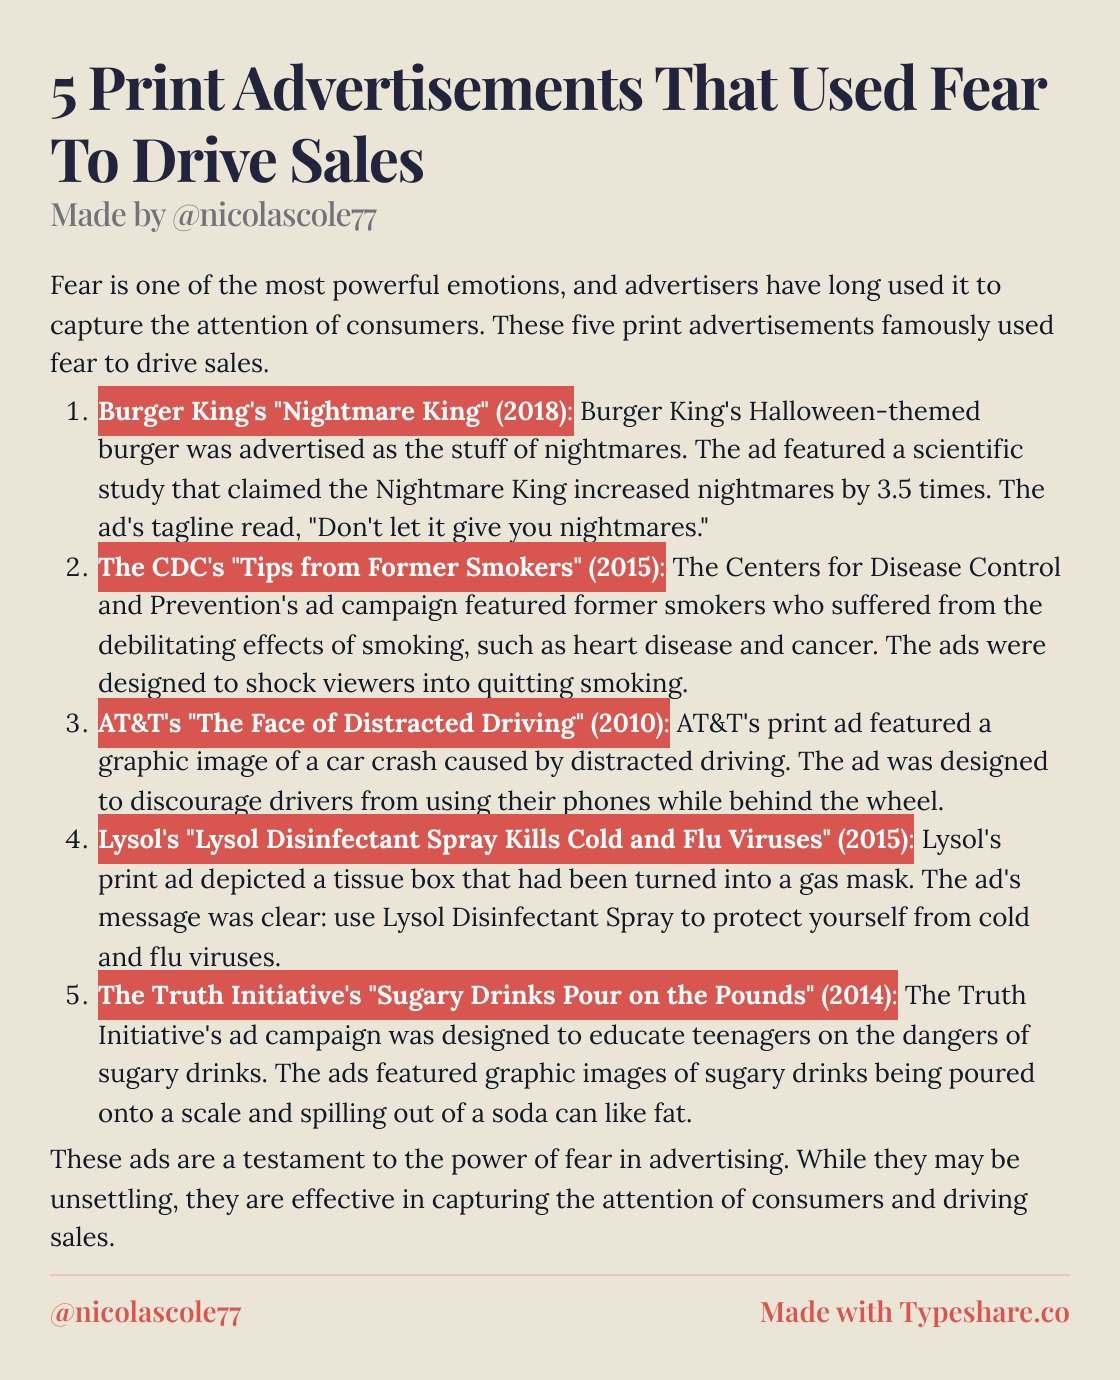 5 Print Advertisements That Used Fear
To Drive Sales
Made by @nicolascole77
Fear is one of the most powerful emotions, and advertisers have long used it to
capture the attention of consumers. These five print advertisements famously used
fear to drive sales.
1. Burger King's "Nightmare King" (2018): Burger King's Halloween-themed
burger was advertised as the stuff of nightmares. The ad featured a scientific
study that claimed the Nightmare King increased nightmares by 3.5 times. The
ad's tagline read, "Don't let it give you nightmares."
2. The CDC's "Tips from Former Smokers" (2015): The Centers for Disease Control
and Prevention's ad campaign featured former smokers who suffered from the
debilitating effects of smoking, such as heart disease and cancer. The ads were
designed to shock viewers into quitting smoking.
3. AT&T's "The Face of Distracted Driving" (2010): AT&T's print ad featured a
graphic image of a car crash caused by distracted driving. The ad was designed
to discourage drivers from using their phones while behind the wheel.
4. Lysol's "Lysol Disinfectant Spray Kills Cold and Flu Viruses" (2015): Lysol's
print ad depicted a tissue box that had been turned into a gas mask. The ad's
message was clear: use Lysol Disinfectant Spray to protect yourself from cold
and flu viruses.
5. The Truth Initiative's "Sugary Drinks Pour on the Pounds" (2014): The Truth
Initiative's ad campaign was designed to educate teenagers on the dangers of
sugary drinks. The ads featured graphic images of sugary drinks being poured
onto a scale and spilling out of a soda can like fat.
These ads are a testament to the power of fear in advertising. While they may be
unsettling, they are effective in capturing the attention of consumers and driving
sales.
@nicolascole77
Made with Typeshare.co